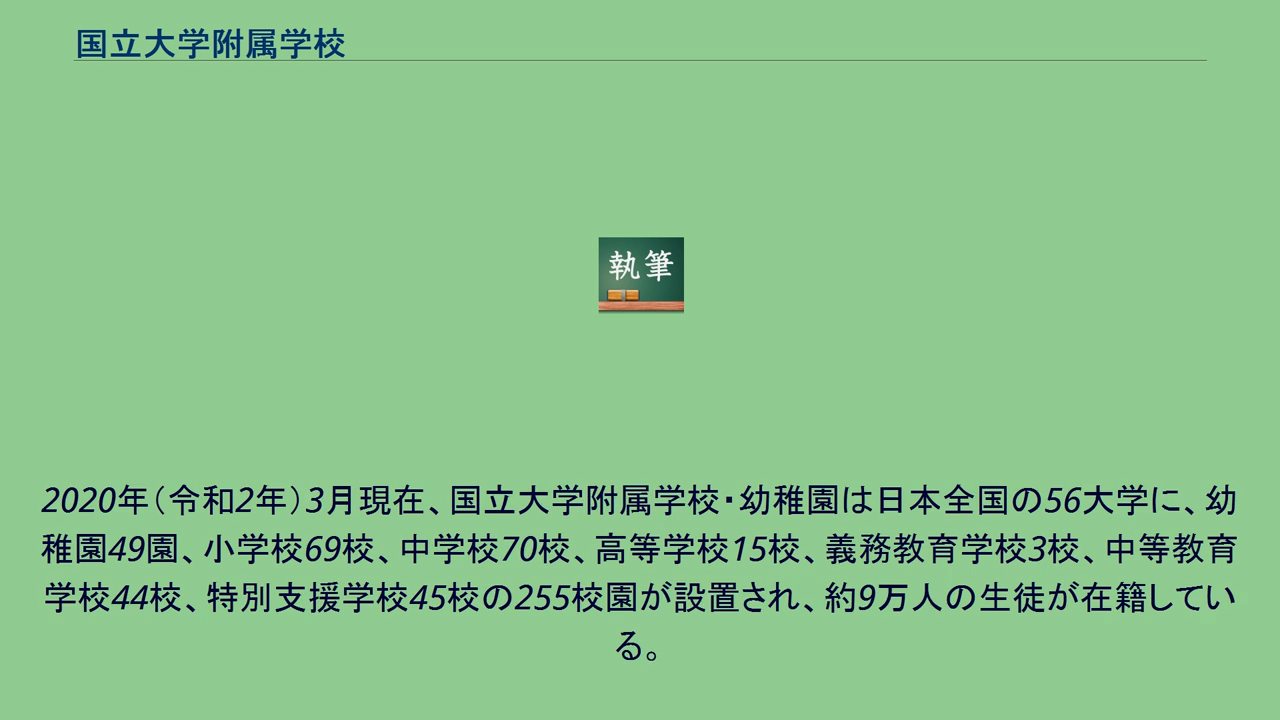 国立大学附属学校
執筆
2020年（令和2年）3月現在、国立大学附属学校・幼稚園は日本全国の56大学に、幼
稚園49園、小学校69校、中学校70校、高等学校15校、義務教育学校3校、中等教育
学校44校、特別支援学校45校の255校園が設置され、約9万人の生徒が在籍してい
る。